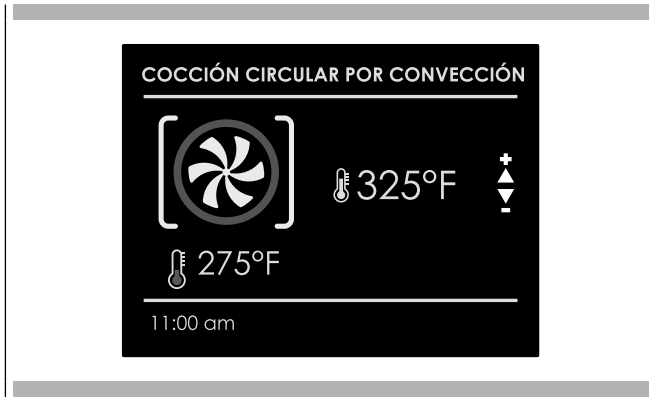 COCCIÓN CIRCULAR POR CONVECCIÓN
325°F
+
-
275°F
11:00 am